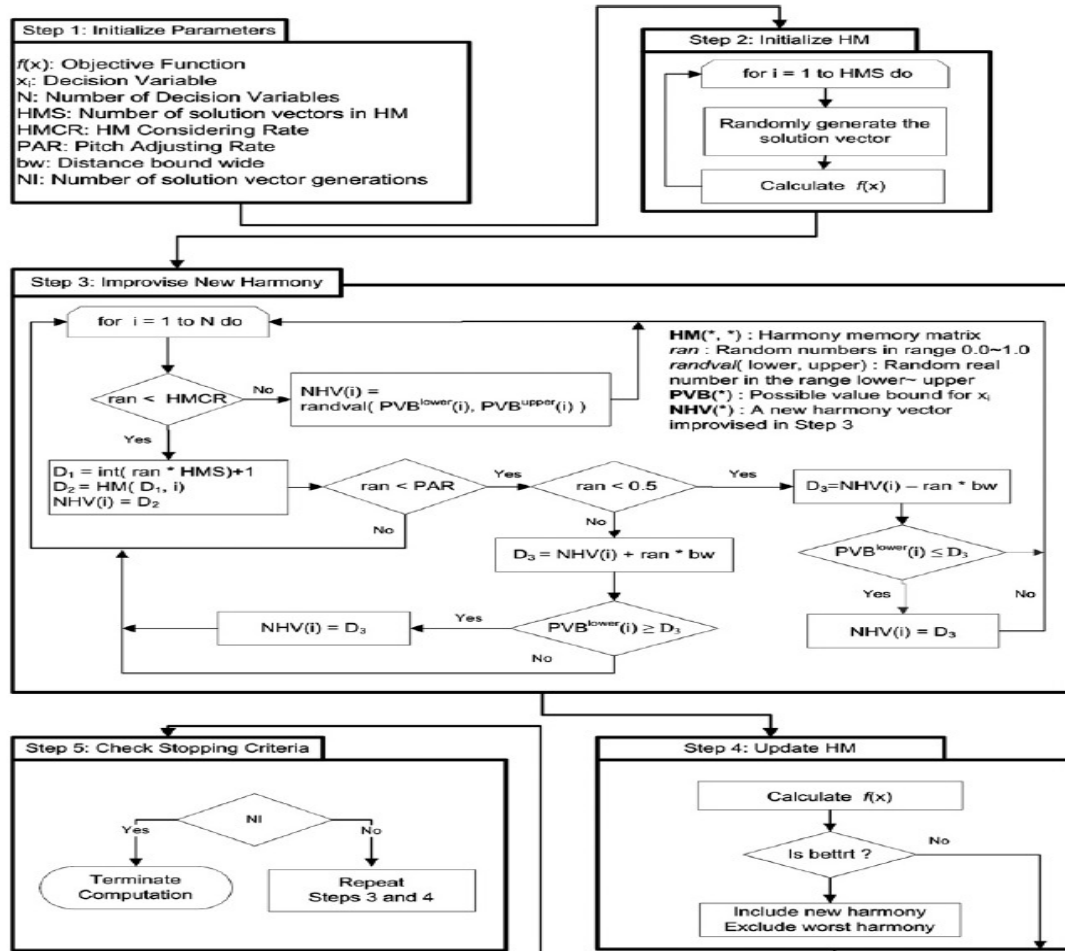 Step 1: Initialize Parameters
f(x): Objective Function
xi: Decision Variable
N: Number of Decision Variables
HMS: Number of solution vectors in HM
HMCR: HM Considering Rate
PAR: Pitch Adjusting Rate
bw: Distance bound wide
NI: Number of solution vector generations
Step 2: Initialize HM
for i = 1 to HMS do
Randomly generate the
solution vector
Calculate f(x)
Step 3: Improvise New Harmony
for i = 1 to N do
HM(*, *) : Harmony memory matrix
ran : Random numbers in range 0.0~1.0
randval( lower, upper) : Random real
number in the range lower~ upper
PVB(*) : Possible value bound for xi
NHV(*) : A new harmony vector
improvised in Step 3
ran < HMCR
No
NHV(i) =
randval( PVB^lower(i), PVB^upper(i) )
Yes
D₁ = int( ran * HMS)+1
D₂ = HM( D₁, i)
NHV(i) = D₂
ran < PAR
Yes
No
ran < 0.5
Yes
No
D₃=NHV(i) – ran * bw
D₃ = NHV(i) + ran * bw
PVB^lower(i) ≤ D₃
Yes
No
NHV(i) = D₃
PVB^lower(i) ≥ D₃
Yes
No
NHV(i) = D₃
Step 5: Check Stopping Criteria
NI
Yes
No
Terminate
Computation
Repeat
Steps 3 and 4
Step 4: Update HM
Calculate f(x)
Is bettrt ?
No
Include new harmony
Exclude worst harmony